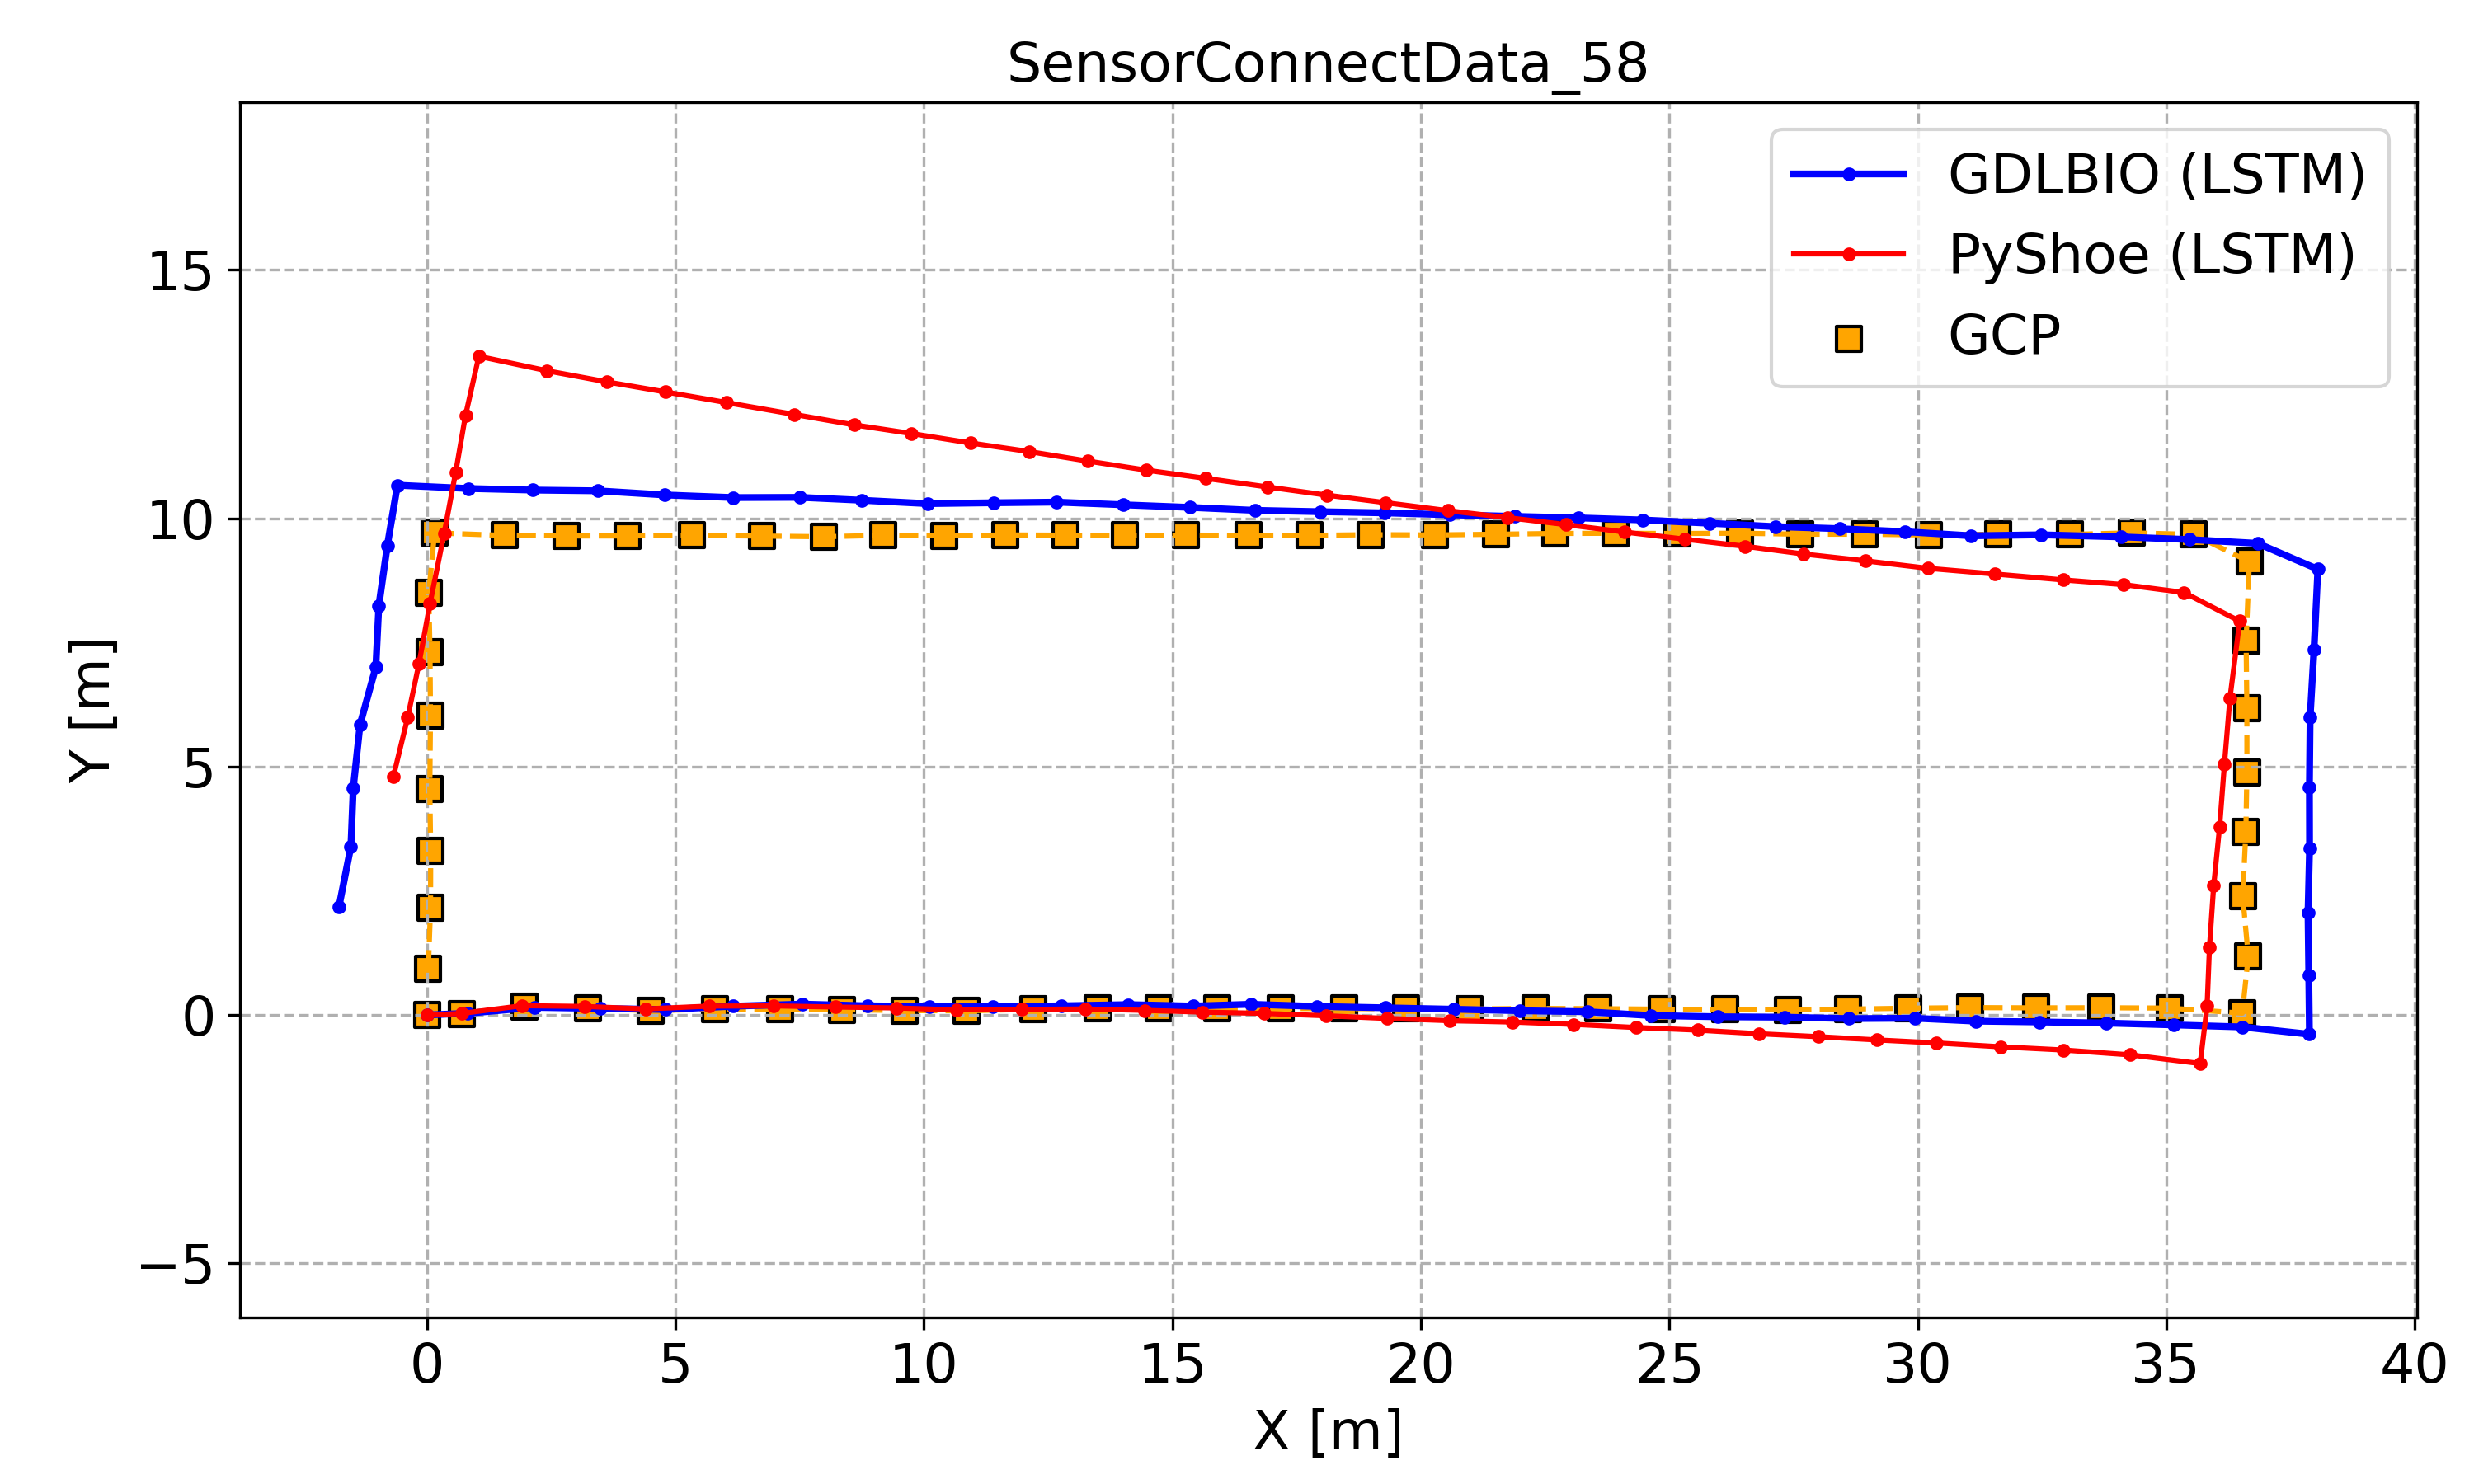 SensorConnectData_58
GDLBIO (LSTM)
PyShoe (LSTM)
GCP
Y [m]
15
10
5
0
−5
0 5 10 15 20 25 30 35 40
X [m]